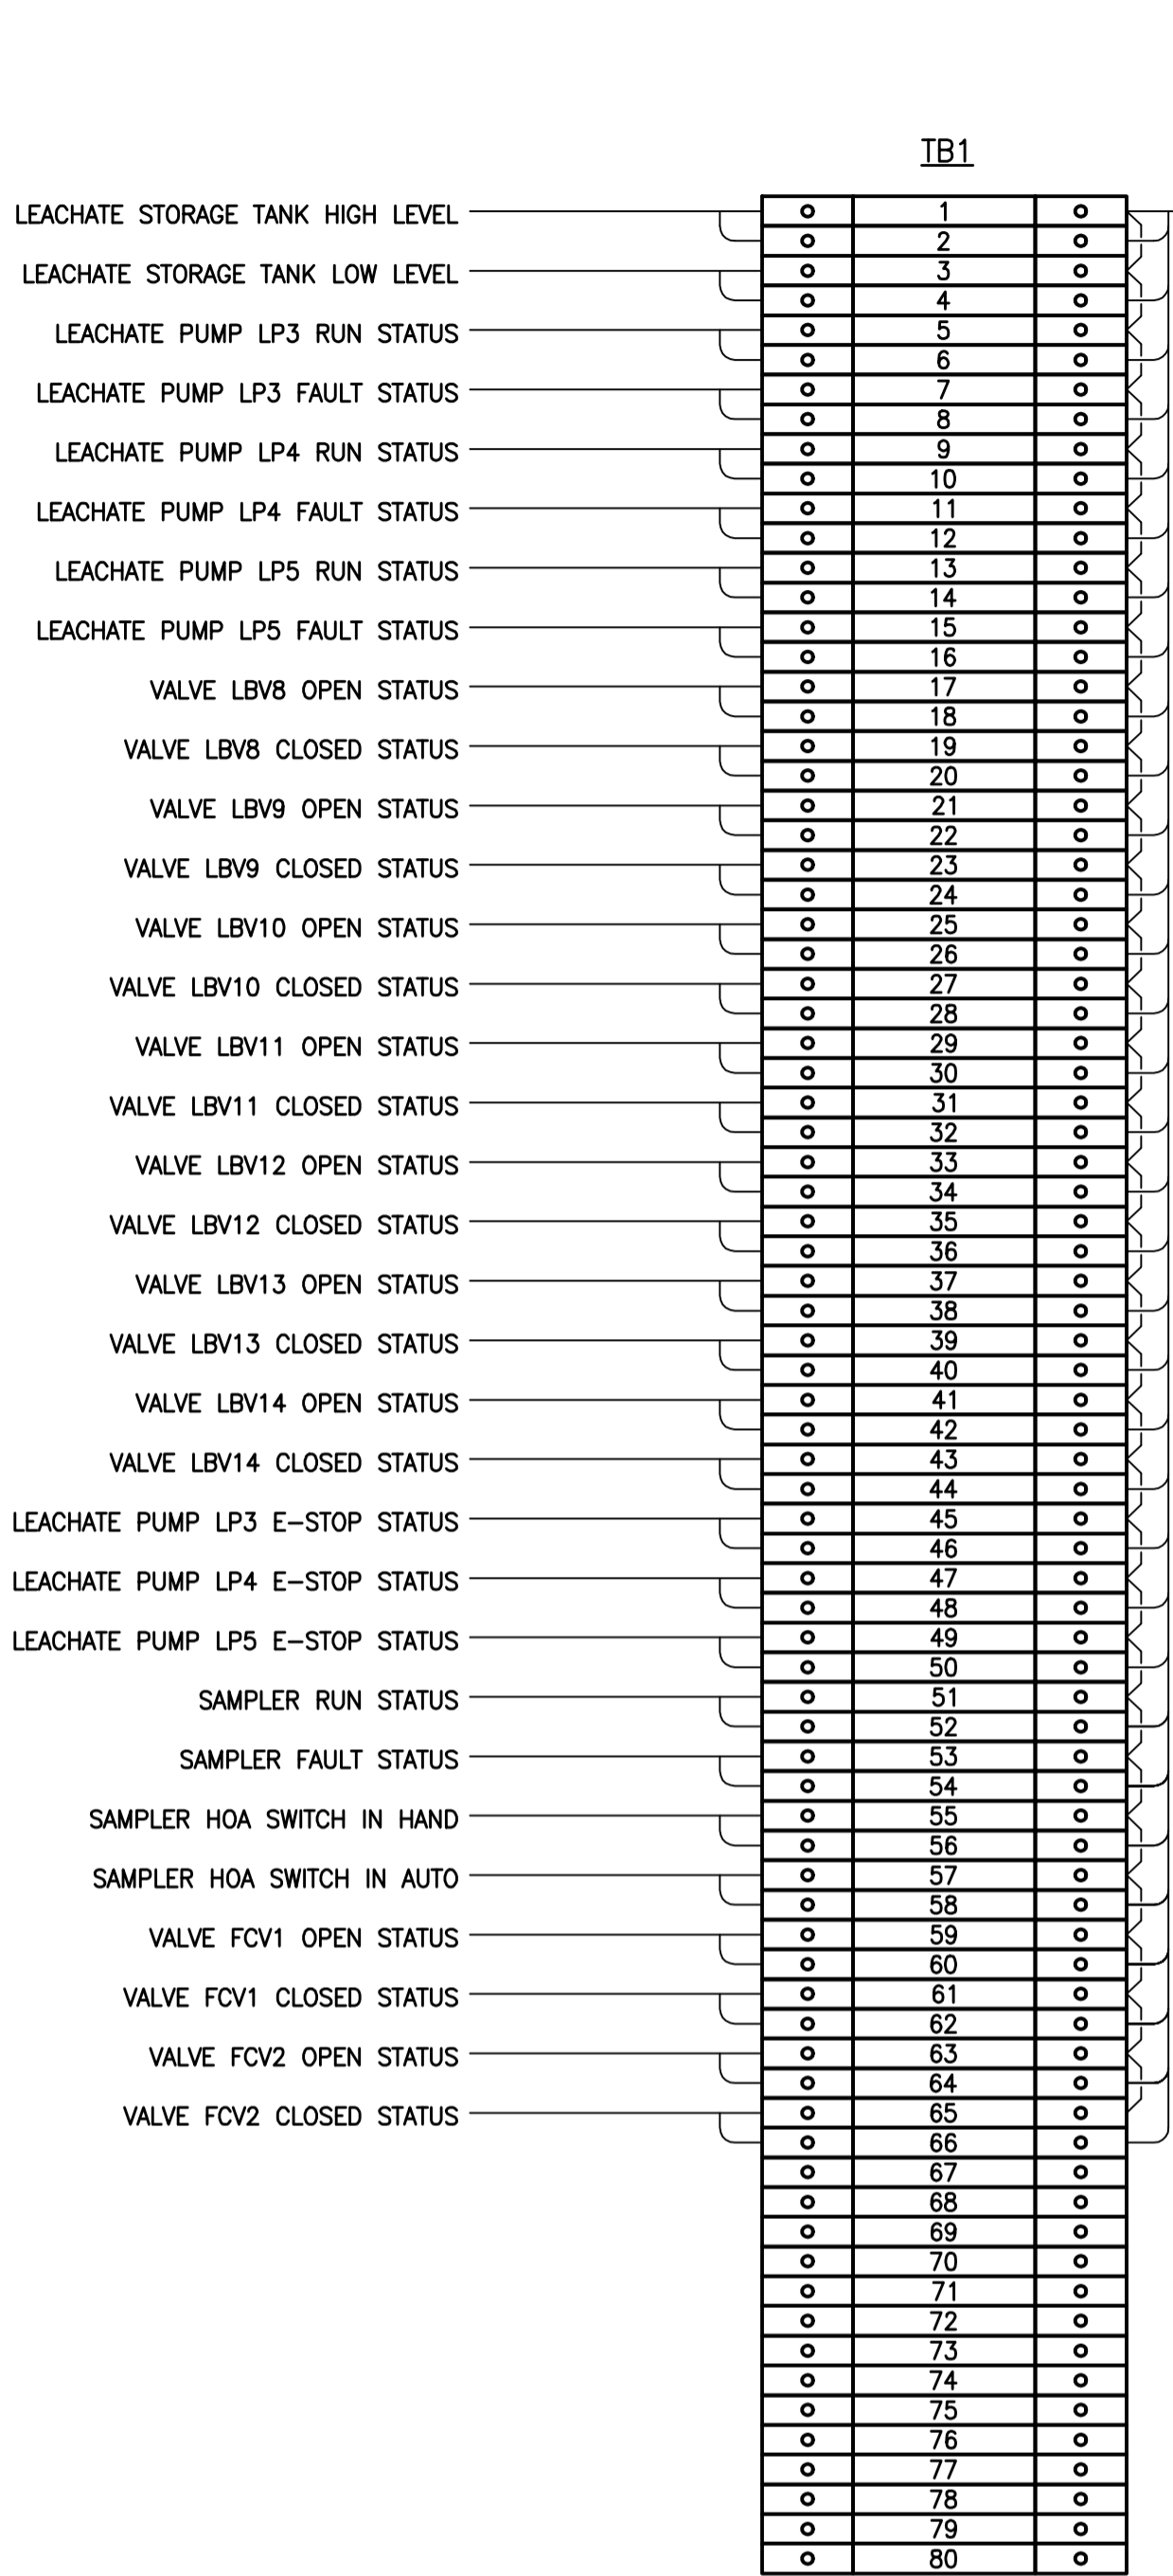 TB1
LEACHATE STORAGE TANK HIGH LEVEL 1
2
LEACHATE STORAGE TANK LOW LEVEL 3
4
LEACHATE PUMP LP3 RUN STATUS 5
6
LEACHATE PUMP LP3 FAULT STATUS 7
8
LEACHATE PUMP LP4 RUN STATUS 9
10
LEACHATE PUMP LP4 FAULT STATUS 11
12
LEACHATE PUMP LP5 RUN STATUS 13
14
LEACHATE PUMP LP5 FAULT STATUS 15
16
VALVE LBV8 OPEN STATUS 17
18
VALVE LBV8 CLOSED STATUS 19
20
VALVE LBV9 OPEN STATUS 21
22
VALVE LBV9 CLOSED STATUS 23
24
VALVE LBV10 OPEN STATUS 25
26
VALVE LBV10 CLOSED STATUS 27
28
VALVE LBV11 OPEN STATUS 29
30
VALVE LBV11 CLOSED STATUS 31
32
VALVE LBV12 OPEN STATUS 33
34
VALVE LBV12 CLOSED STATUS 35
36
VALVE LBV13 OPEN STATUS 37
38
VALVE LBV13 CLOSED STATUS 39
40
VALVE LBV14 OPEN STATUS 41
42
VALVE LBV14 CLOSED STATUS 43
44
LEACHATE PUMP LP3 E-STOP STATUS 45
46
LEACHATE PUMP LP4 E-STOP STATUS 47
48
LEACHATE PUMP LP5 E-STOP STATUS 49
50
SAMPLER RUN STATUS 51
52
SAMPLER FAULT STATUS 53
54
SAMPLER HOA SWITCH IN HAND 55
56
SAMPLER HOA SWITCH IN AUTO 57
58
VALVE FCV1 OPEN STATUS 59
60
VALVE FCV1 CLOSED STATUS 61
62
VALVE FCV2 OPEN STATUS 63
64
VALVE FCV2 CLOSED STATUS 65
66
67
68
69
70
71
72
73
74
75
76
77
78
79
80